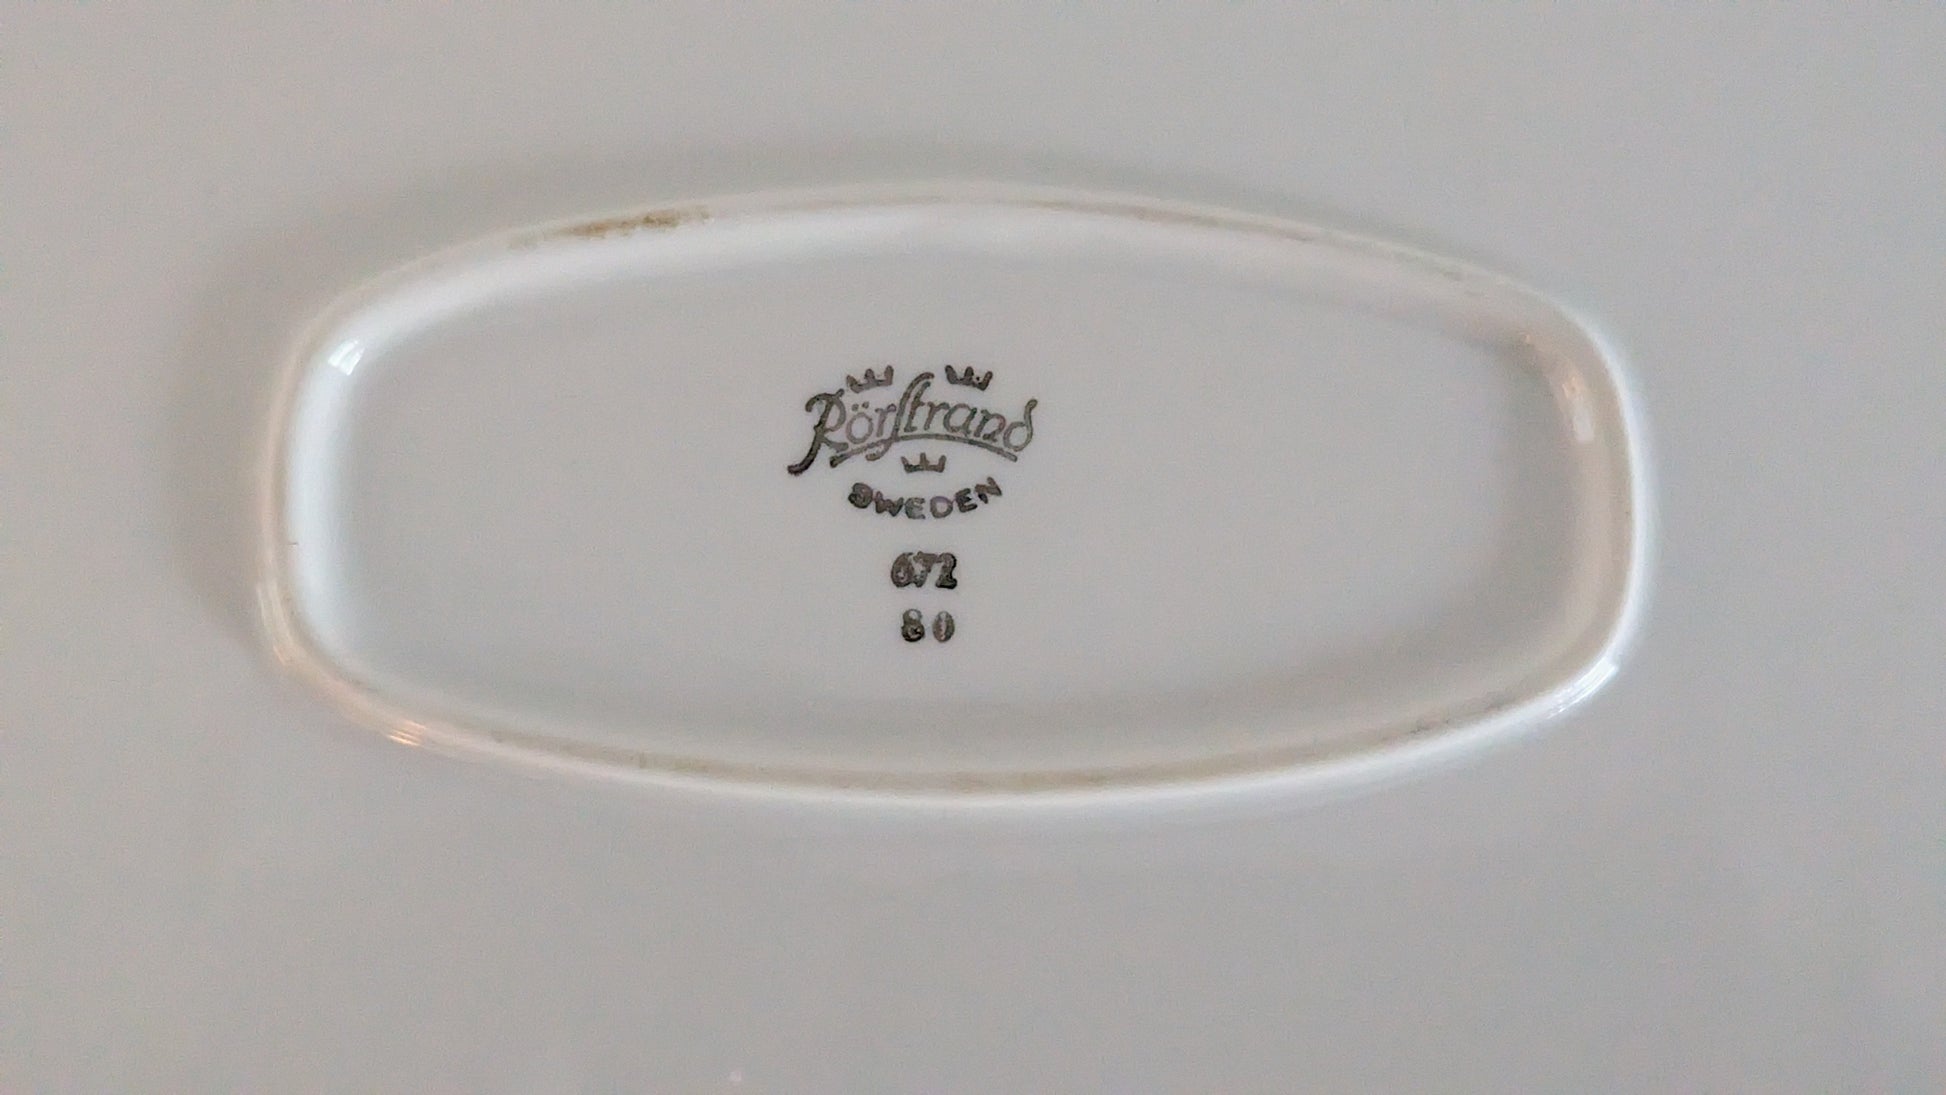 Rörstrand
SWEDEN
672
80